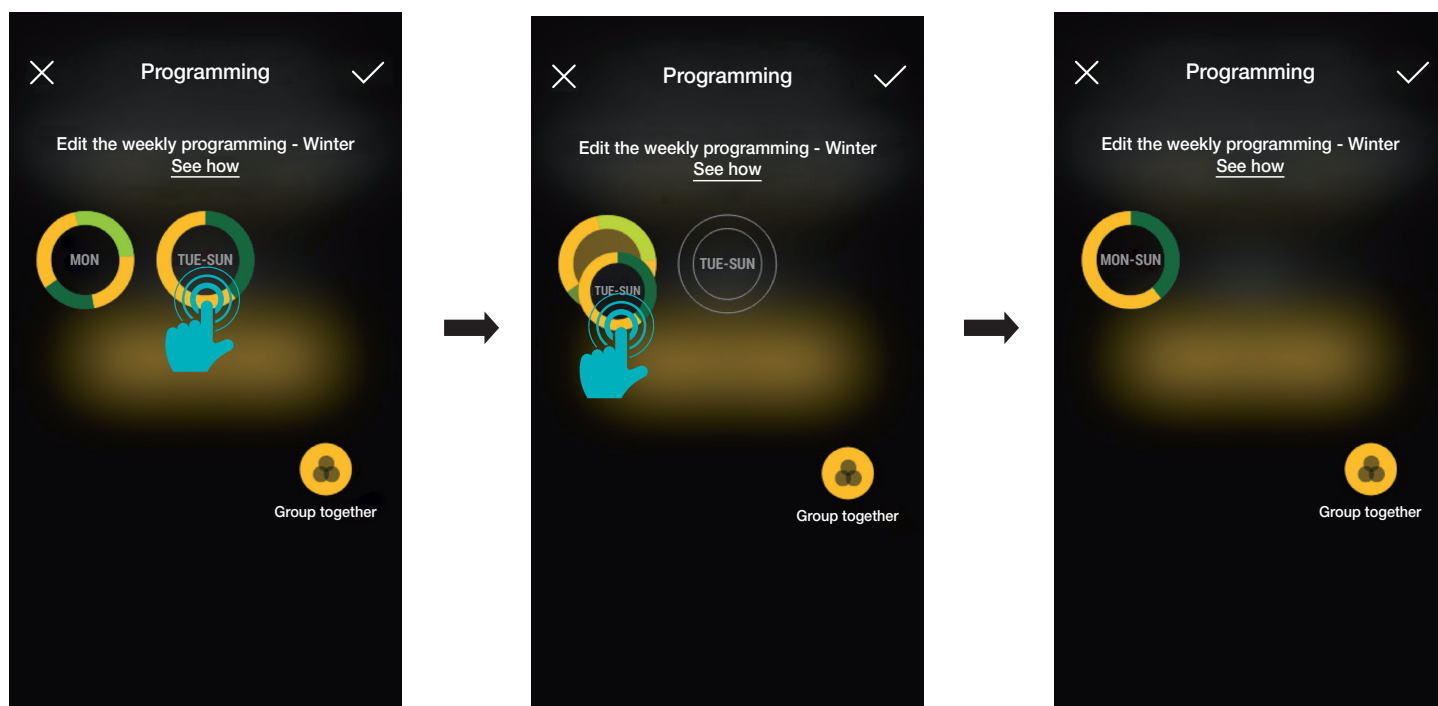 Programming
Edit the weekly programming - Winter
See how
MON
TUE-SUN
Group together
Programming
Edit the weekly programming - Winter
See how
TUE-SUN
TUE-SUN
Group together
Programming
Edit the weekly programming - Winter
See how
MON-SUN
Group together